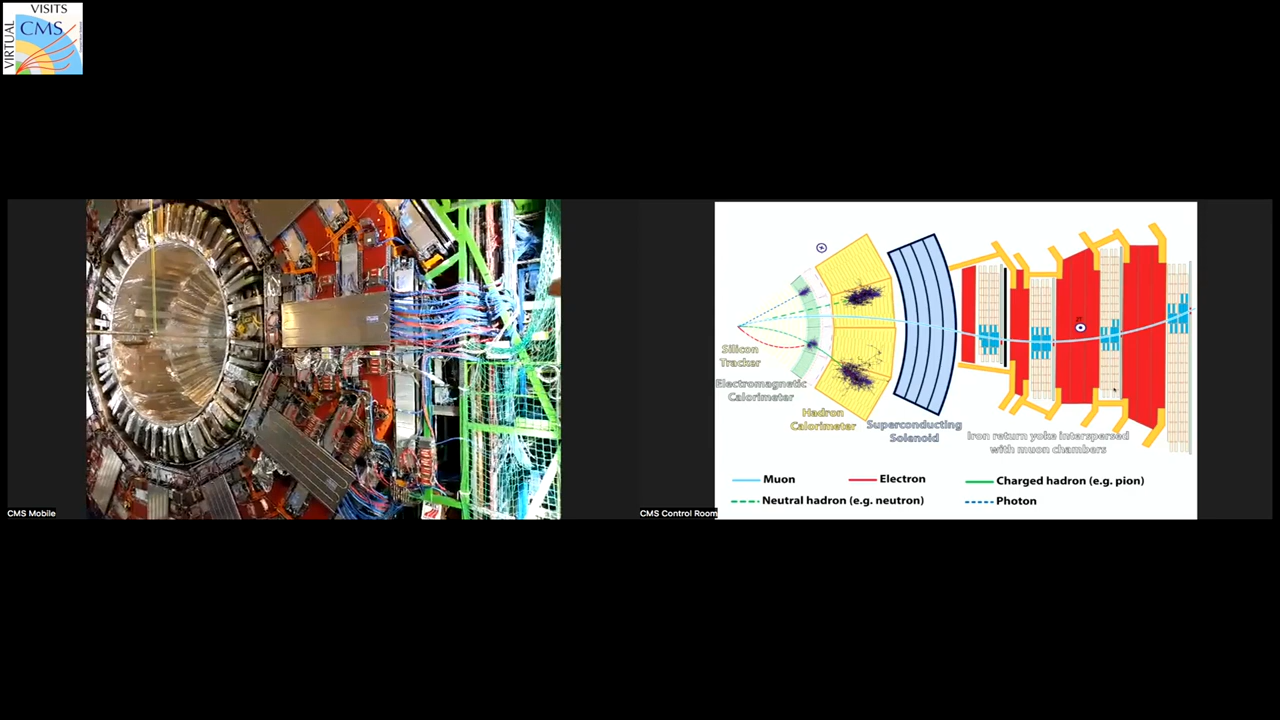 VISITS
VIRTUAL
CMS
Silicon
Tracker
Electromagnetic
Calorimeter
Hadron
Calorimeter
Superconducting
Solenoid
2T
Iron return yoke interspersed
with muon chambers
Muon
Electron
Charged hadron (e.g. pion)
Neutral hadron (e.g. neutron)
Photon
CMS Mobile
CMS Control Room